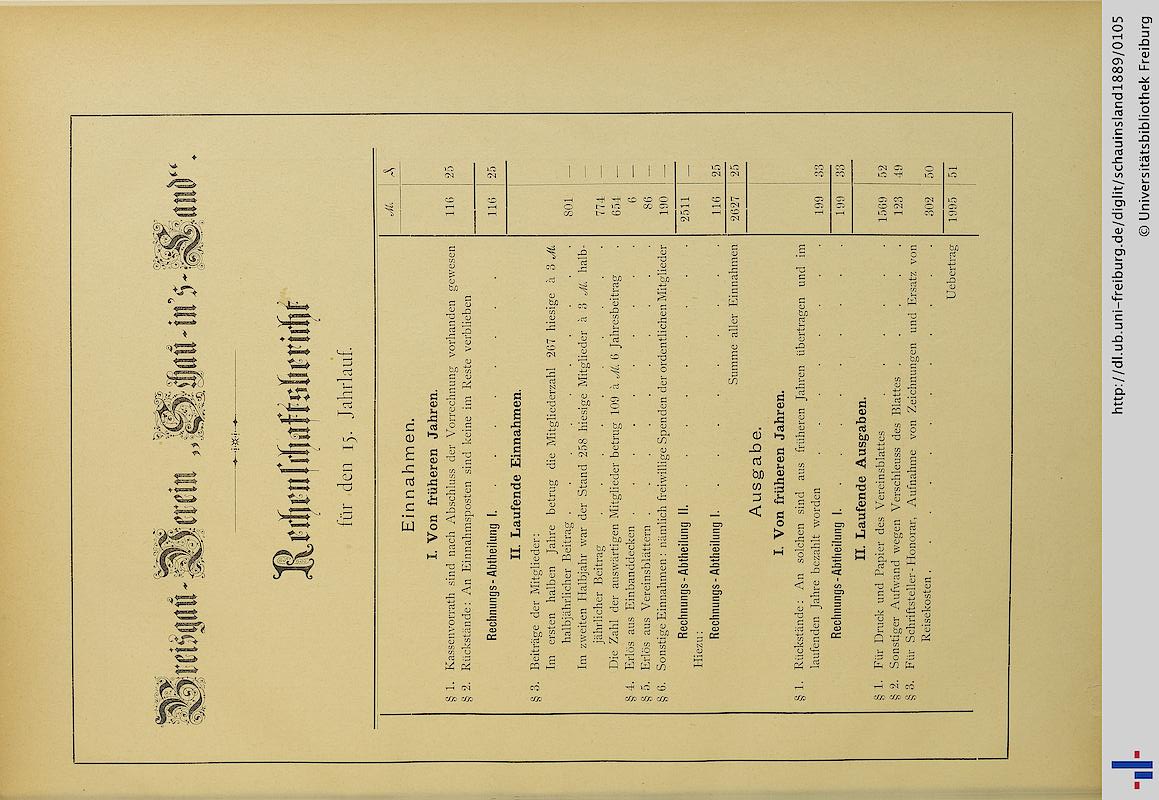 Breisgau-Verein „Schau-in's-Land“.
Rechenschaftsbericht
für den 15. Jahrlauf.
M. ₰
Einnahmen.
I. Von früheren Jahren.
§ 1. Kassenvorrath sind nach Abschluss der Vorrechnung vorhanden gewesen 116 25
§ 2. Rückstände: An Einnahmsposten sind keine im Reste verblieben
Rechnungs-Abtheilung I. . . . . . 116 25
II. Laufende Einnahmen.
§ 3. Beiträge der Mitglieder:
Im ersten halben Jahre betrug die Mitgliederzahl 267 hiesige à 3 M.
halbjährlicher Beitrag . . . . . . . . 801 —
Im zweiten Halbjahr war der Stand 258 hiesige Mitglieder à 3 M. halb-
jährlicher Beitrag . . . . . . . 774 —
Die Zahl der auswärtigen Mitglieder betrug 109 à M. 6 Jahresbeitrag . 654 —
§ 4. Erlös aus Einbanddecken . . . . . . . 6 —
§ 5. Erlös aus Vereinsblättern . . . . . . . 86 —
§ 6. Sonstige Einnahmen: nämlich freiwillige Spenden der ordentlichen Mitglieder 190 —
Rechnungs-Abtheilung II. . . . . . 2511 —
Hiezu:
Rechnungs-Abtheilung I. . . . . . 116 25
Summe aller Einnahmen 2627 25
Ausgabe.
I. Von früheren Jahren.
§ 1. Rückstände: An solchen sind aus früheren Jahren übertragen und im
laufenden Jahre bezahlt worden . . . . . . 199 33
Rechnungs-Abtheilung I. . . . . . 199 33
II. Laufende Ausgaben.
§ 1. Für Druck und Papier des Vereinsblattes . . . . 1569 52
§ 2. Sonstiger Aufwand wegen Verschleuss des Blattes . . . 123 49
§ 3. Für Schriftsteller-Honorar, Aufnahme von Zeichnungen und Ersatz von
Reisekosten . . . . . . . . 302 50
Uebertrag 1995 51
http://dl.ub.uni-freiburg.de/diglit/schauinsland1889/0105
© Universitätsbibliothek Freiburg